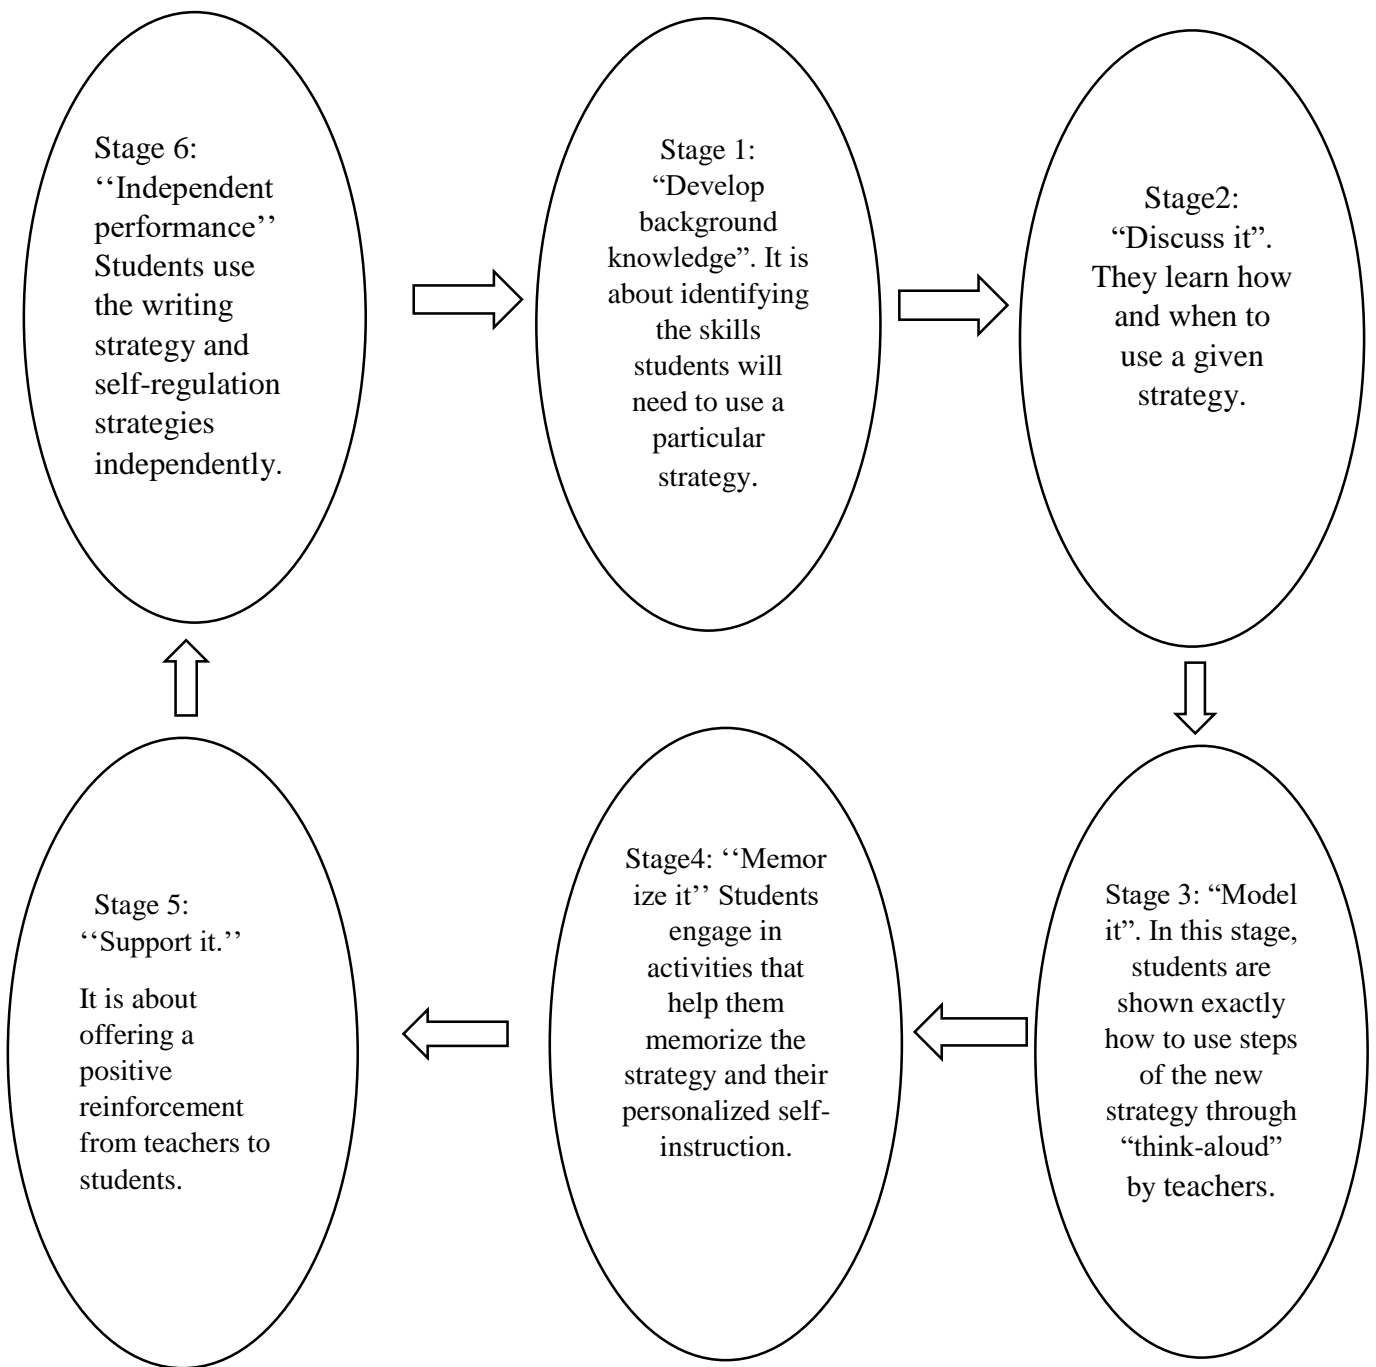 Stage 6:
‘‘Independent
performance’’
Students use
the writing
strategy and
self-regulation
strategies
independently.
Stage 1:
“Develop
background
knowledge”. It is
about identifying
the skills
students will
need to use a
particular
strategy.
Stage2:
“Discuss it”.
They learn how
and when to
use a given
strategy.
Stage 3: “Model
it”. In this stage,
students are
shown exactly
how to use steps
of the new
strategy through
“think-aloud”
by teachers.
Stage4: ‘‘Memor
ize it’’ Students
engage in
activities that
help them
memorize the
strategy and their
personalized self-
instruction.
Stage 5:
‘‘Support it.’’
It is about
offering a
positive
reinforcement
from teachers to
students.